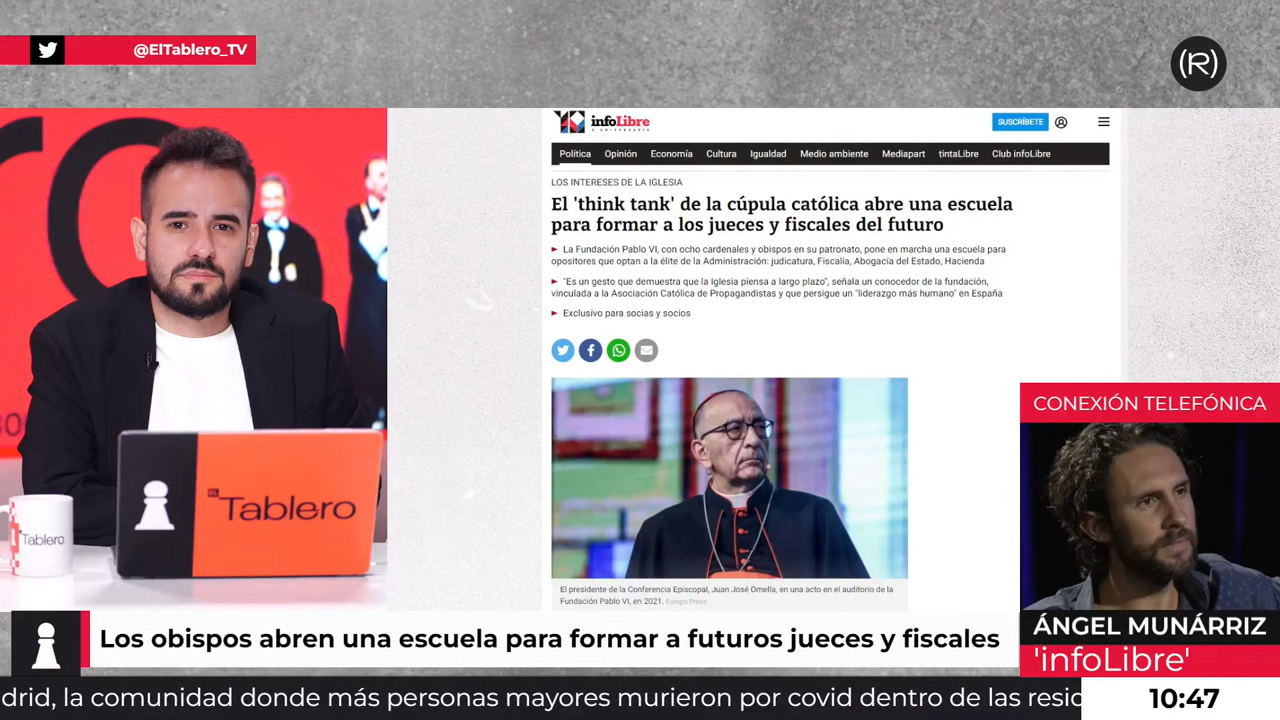 @ElTablero_TV
(R)
infoLibre
SUSCRÍBETE
Política Opinión Economía Cultura Igualdad Medio ambiente Mediapart tintaLibre Club infoLibre
LOS INTERESES DE LA IGLESIA
El 'think tank' de la cúpula católica abre una escuela
para formar a los jueces y fiscales del futuro
La Fundación Pablo VI, con ocho cardenales y obispos en su patronato, pone en marcha una escuela para
opositores que optan a la élite de la Administración: judicatura, Fiscalía, Abogacía del Estado, Hacienda
"Es un gesto que demuestra que la Iglesia piensa a largo plazo", señala un conocedor de la fundación,
vinculada a la Asociación Católica de Propagandistas y que persigue un "liderazgo más humano" en España
Exclusivo para socias y socios
El presidente de la Conferencia Episcopal, Juan José Omella, en una acto en el auditorio de la
Fundación Pablo VI, en 2021. Europa Press
EL Tablero
Tablero
CONEXIÓN TELEFÓNICA
ÁNGEL MUNÁRRIZ
'infoLibre'
Los obispos abren una escuela para formar a futuros jueces y fiscales
drid, la comunidad donde más personas mayores murieron por covid dentro de las resid
10:47